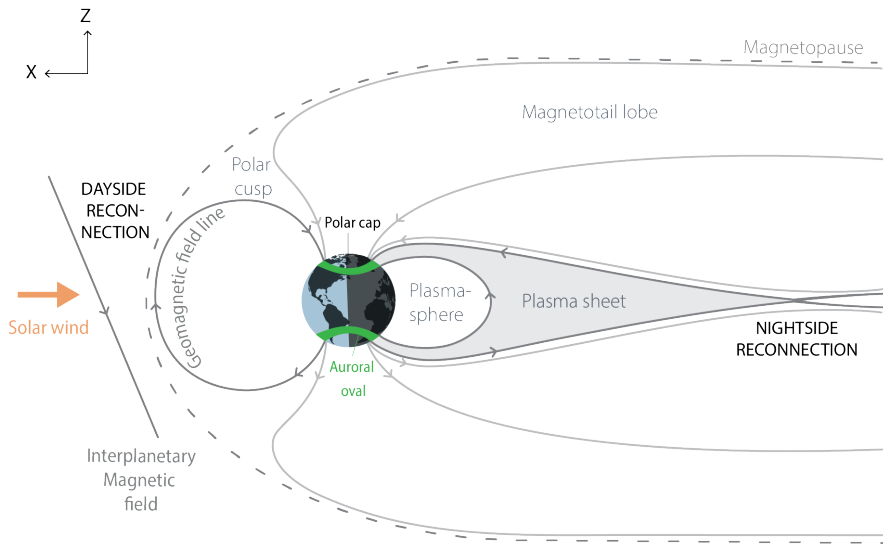 Z
X
Magnetopause
Magnetotail lobe
Polar
cusp
DAYSIDE
RECON-
NECTION
Geomagnetic field line
Polar cap
Solar wind
Plasma-
sphere
Plasma sheet
NIGHTSIDE
RECONNECTION
Auroral
oval
Interplanetary
Magnetic
field